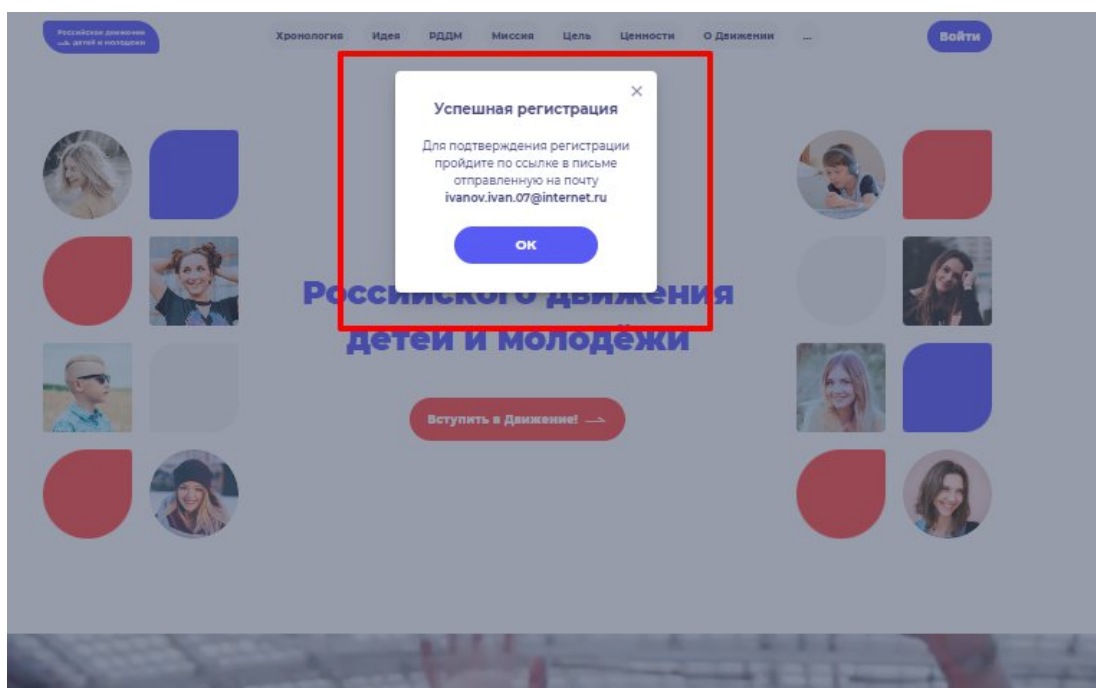 Российское движение
детей и молодежи
Хронология Идея РДДМ Миссия Цель Ценности О Движении ... Войти
Успешная регистрация
Для подтверждения регистрации
пройдите по ссылке в письме
отправленную на почту
ivanov.ivan.07@internet.ru
ОК
Российского движения
детей и молодёжи
Вступить в Движение!